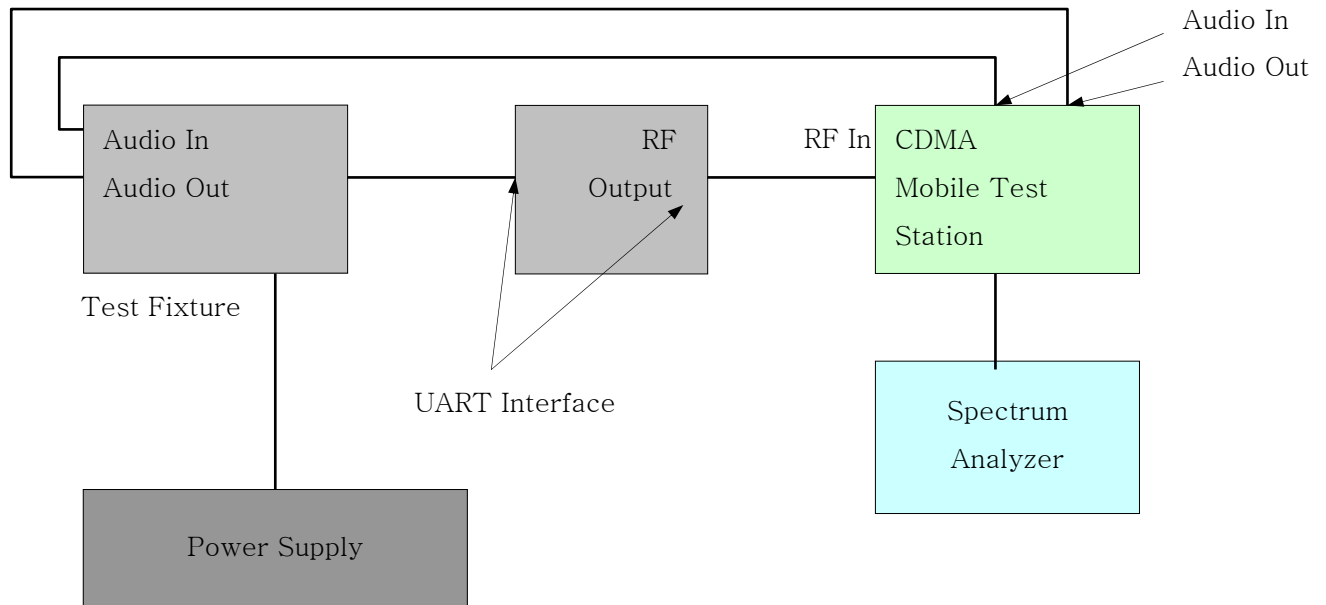 Audio In
Audio Out
Audio In
Audio Out
RF
Output
RF In
CDMA
Mobile Test
Station
Test Fixture
UART Interface
Spectrum
Analyzer
Power Supply